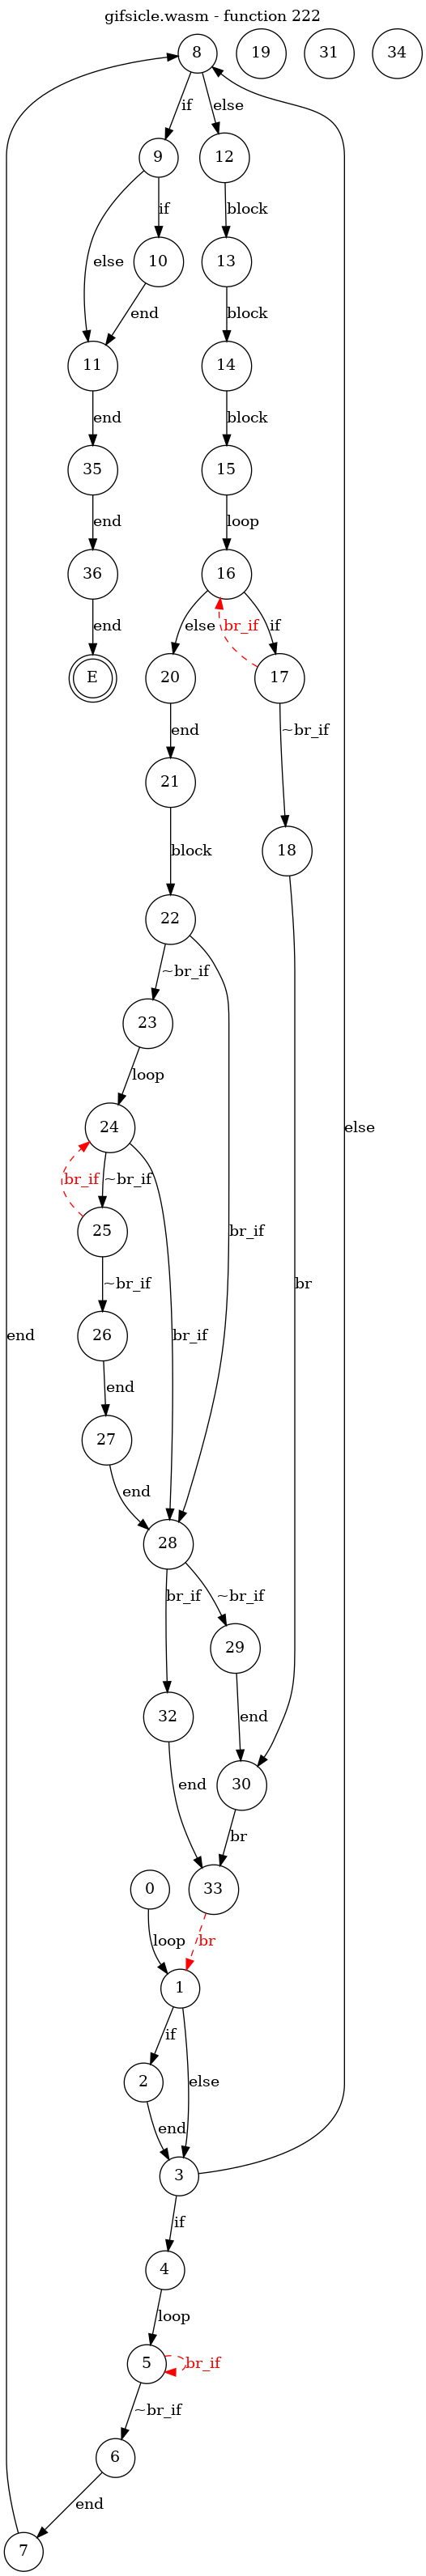 gifsicle.wasm - function 222
8 19 31 34
if else
9 12
else if block
10 13
end block
11 14
end block
35 15
end loop
36 16
end else br_if if
E 20 17
end ~br_if
21 18
block
22
~br_if
23
loop
24 else
br_if ~br_if
25 br_if br
~br_if
26 end br_if
end
27
end
28
br_if ~br_if
29
32 end
end 30
br
0 33
loop br
1
if
2 else
end
3
if
4
loop
5 br_if
~br_if
6
end
7